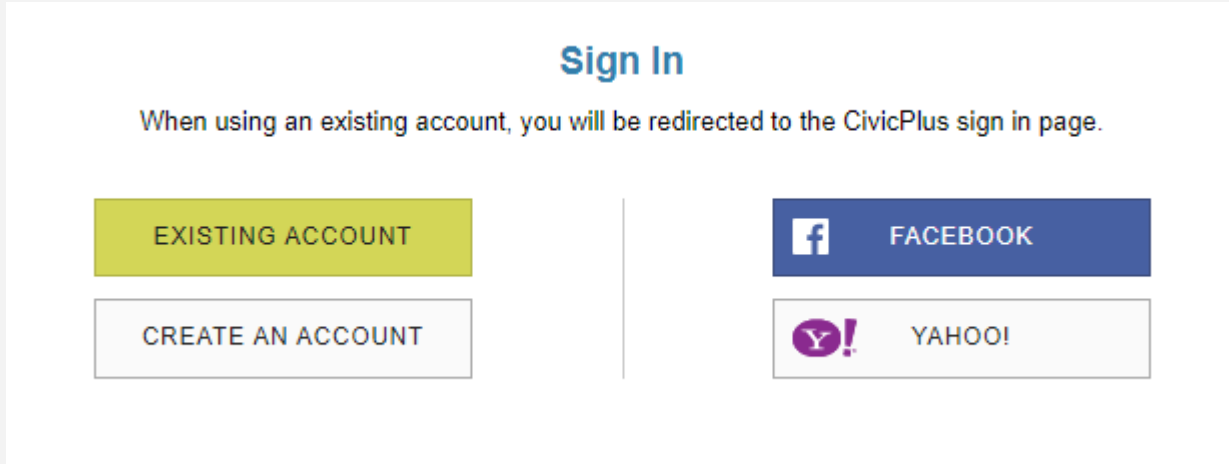 Sign In
When using an existing account, you will be redirected to the CivicPlus sign in page.
EXISTING ACCOUNT
CREATE AN ACCOUNT
f FACEBOOK
Y! YAHOO!